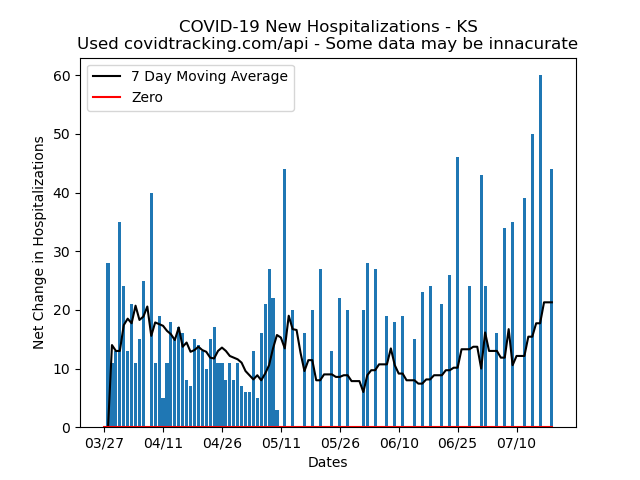 COVID-19 New Hospitalizations - KS
Used covidtracking.com/api - Some data may be innacurate
7 Day Moving Average
Zero
Net Change in Hospitalizations
60
50
40
30
20
10
0
03/27 04/11 04/26 05/11 05/26 06/10 06/25 07/10
Dates